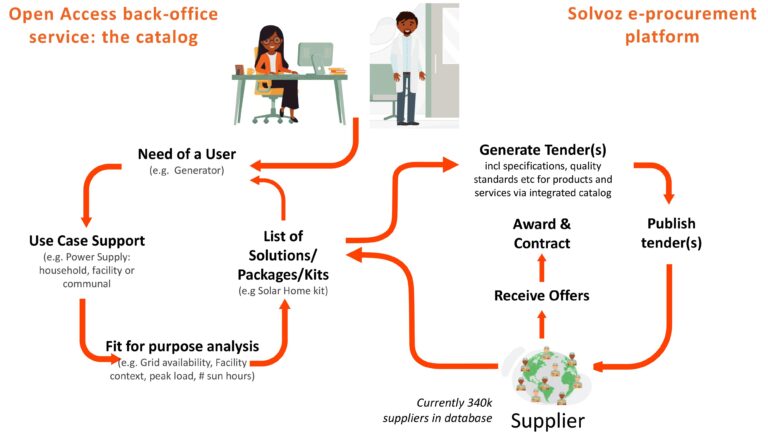 Open Access back-office
service: the catalog
Solvoz e-procurement
platform
Need of a User
(e.g. Generator)
Use Case Support
(e.g. Power Supply:
household, facility or
communal
Fit for purpose analysis
(e.g. Grid availability, Facility
context, peak load, # sun hours)
List of
Solutions/
Packages/Kits
(e.g Solar Home kit)
Generate Tender(s)
incl specifications, quality
standards etc for products and
services via integrated catalog
Publish
tender(s)
Award &
Contract
Receive Offers
Currently 340k
suppliers in database
Supplier